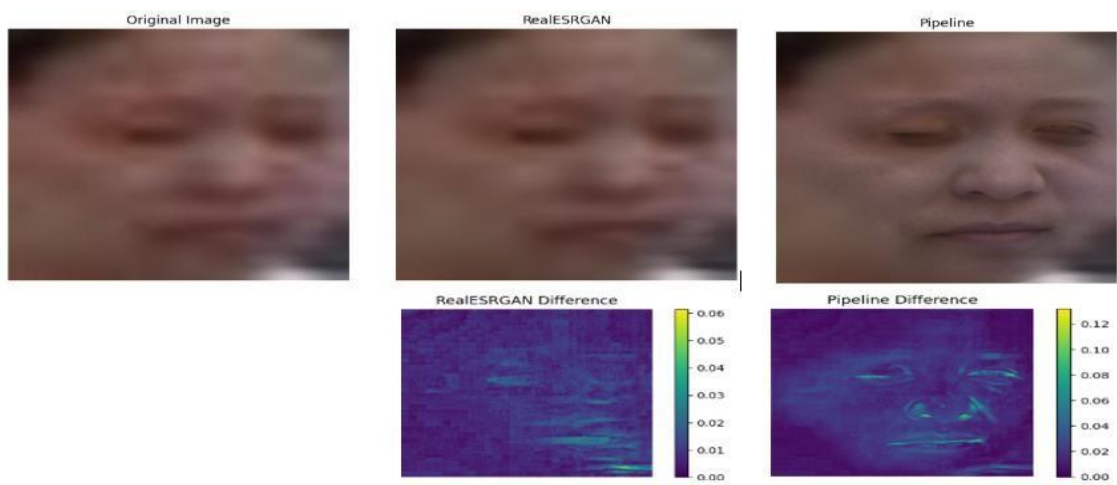 Original Image
RealESRGAN
Pipeline
RealESRGAN Difference
Pipeline Difference
0.06
0.05
0.04
0.03
0.02
0.01
0.00
0.12
0.10
0.08
0.06
0.04
0.02
0.00